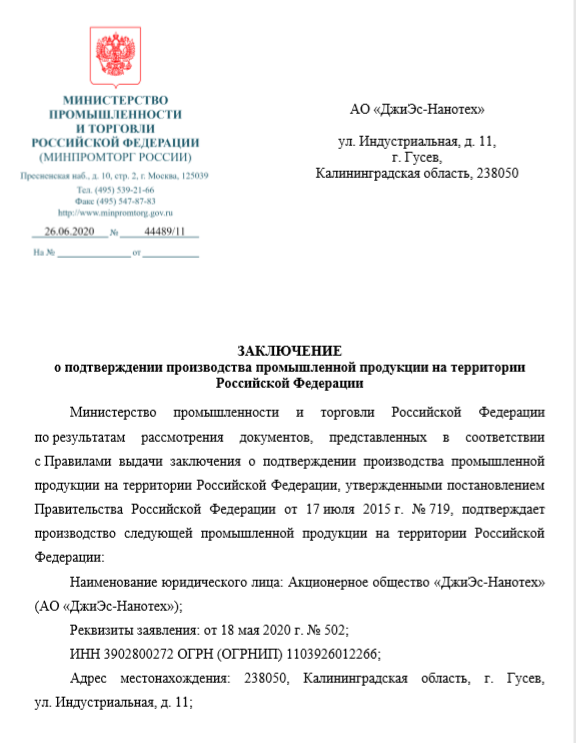 МИНИСТЕРСТВО
ПРОМЫШЛЕННОСТИ
И ТОРГОВЛИ
РОССИЙСКОЙ ФЕДЕРАЦИИ
(МИНПРОМТОРГ РОССИИ)
Пресненская наб., д. 10, стр. 2, г. Москва, 125039
Тел. (495) 539-21-66
Факс (495) 547-87-83
http://www.minpromtorg.gov.ru
26.06.2020 № 44489/11
На № от
АО «ДжиЭс-Нанотех»
ул. Индустриальная, д. 11,
г. Гусев,
Калининградская область, 238050
ЗАКЛЮЧЕНИЕ
о подтверждении производства промышленной продукции на территории
Российской Федерации
Министерство промышленности и торговли Российской Федерации
по результатам рассмотрения документов, представленных в соответствии
с Правилами выдачи заключения о подтверждении производства промышленной
продукции на территории Российской Федерации, утвержденными постановлением
Правительства Российской Федерации от 17 июля 2015 г. № 719, подтверждает
производство следующей промышленной продукции на территории Российской
Федерации:
Наименование юридического лица: Акционерное общество «ДжиЭс-Нанотех»
(АО «ДжиЭс-Нанотех»);
Реквизиты заявления: от 18 мая 2020 г. № 502;
ИНН 3902800272 ОГРН (ОГРНИП) 1103926012266;
Адрес местонахождения: 238050, Калининградская область, г. Гусев,
ул. Индустриальная, д. 11;